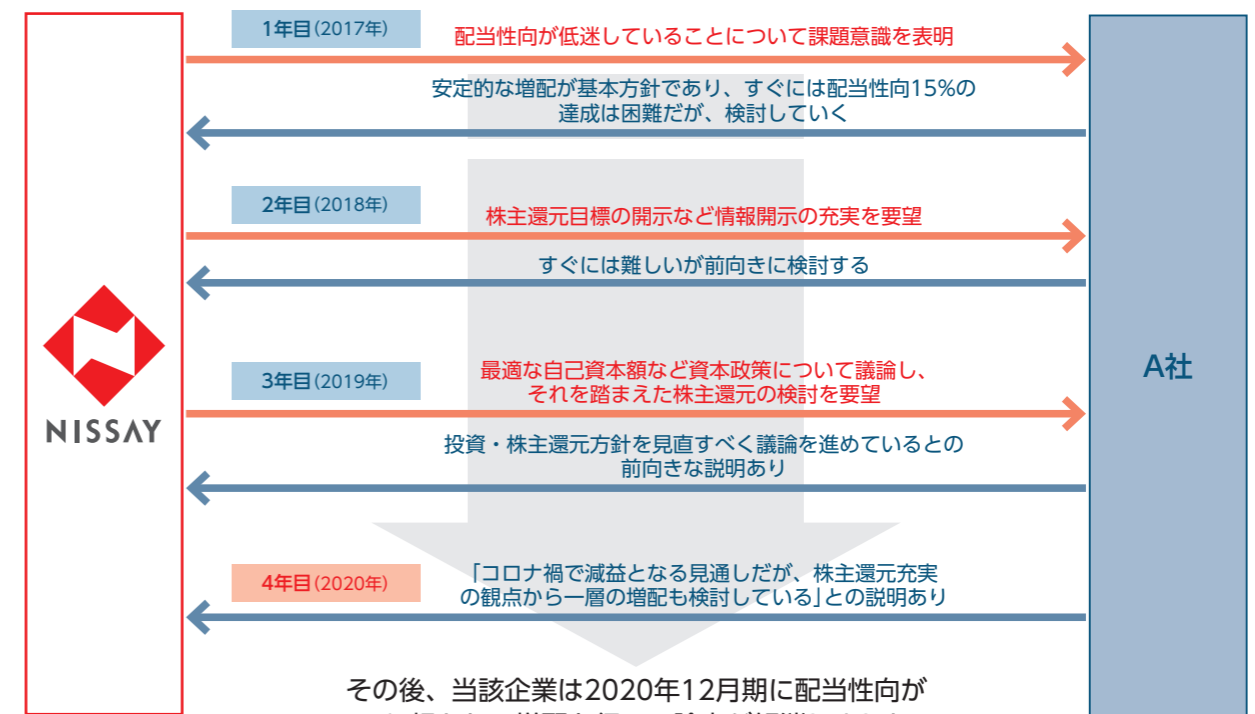 1年目(2017年)
配当性向が低迷していることについて課題意識を表明
安定的な増配が基本方針であり、すぐには配当性向15%の
達成は困難だが、検討していく
2年目(2018年)
株主還元目標の開示など情報開示の充実を要望
すぐには難しいが前向きに検討する
NISSAY
A社
3年目(2019年)
最適な自己資本額など資本政策について議論し、
それを踏まえた株主還元の検討を要望
投資・株主還元方針を見直すべく議論を進めているとの
前向きな説明あり
4年目(2020年)
「コロナ禍で減益となる見通しだが、株主還元充実
の観点から一層の増配も検討している」との説明あり
その後、当該企業は2020年12月期に配当性向が